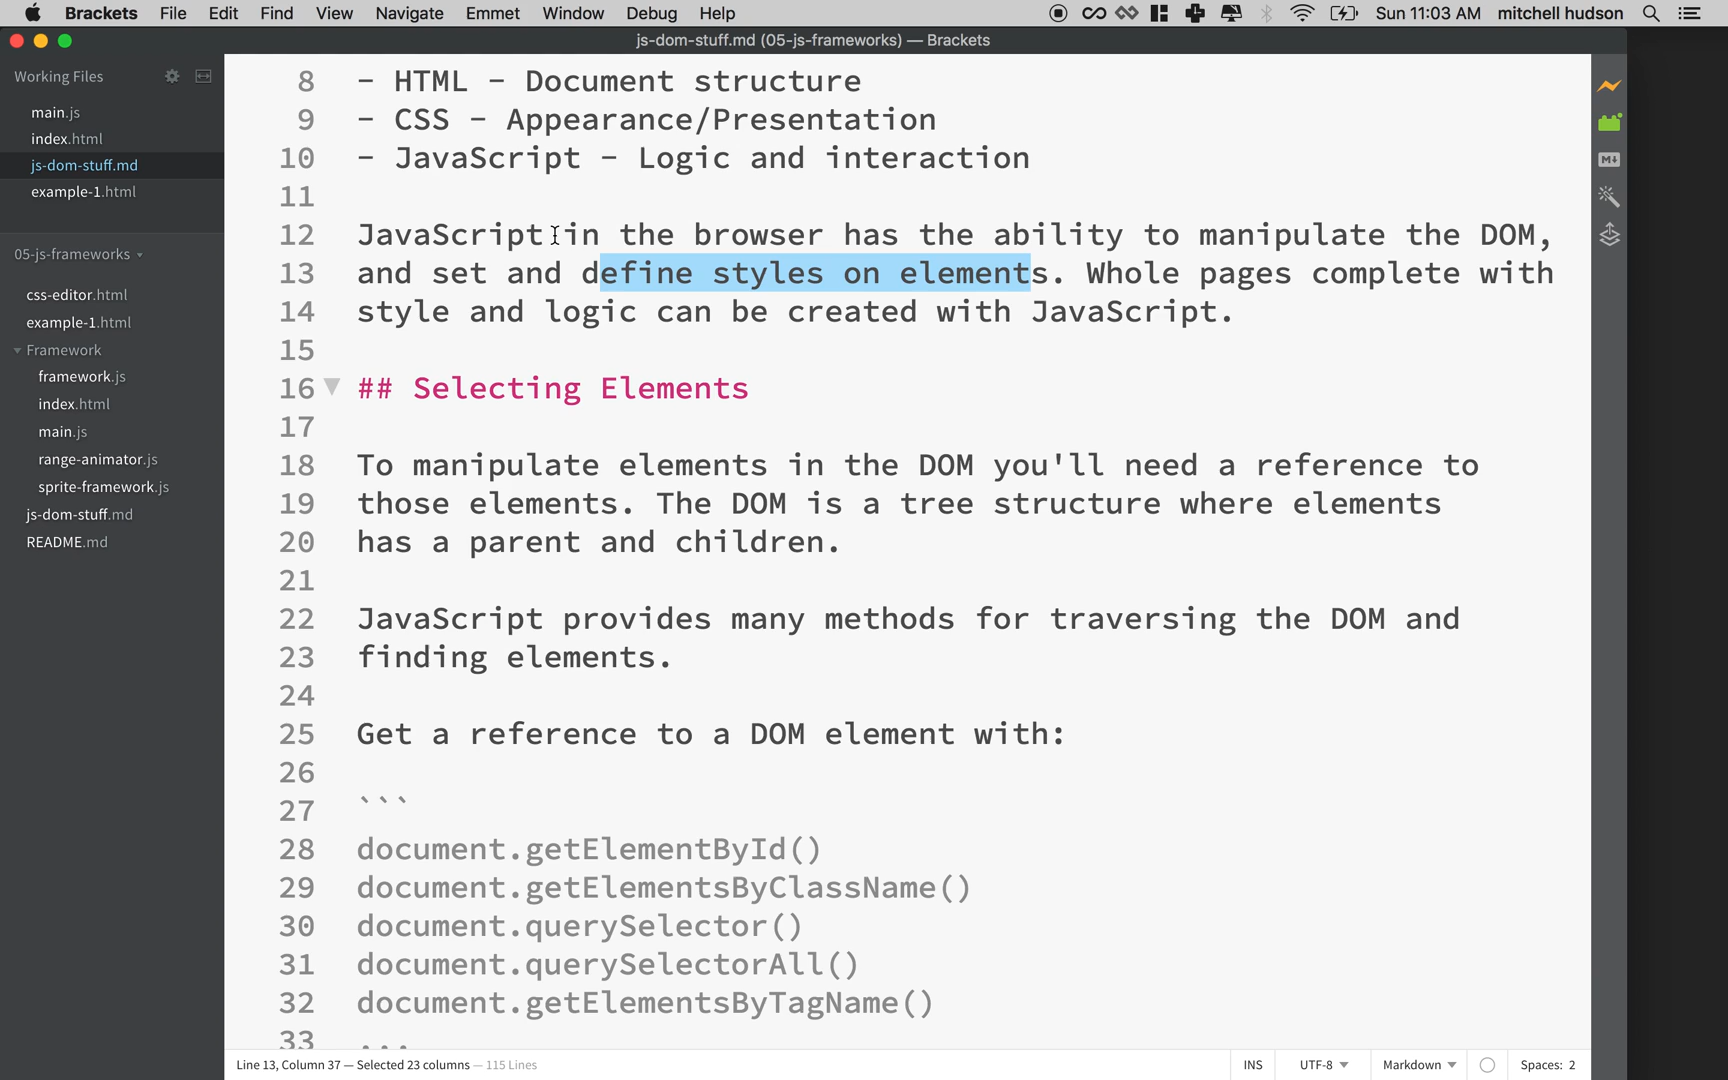 Brackets File Edit Find View Navigate Emmet Window Debug Help Sun 11:03 AM mitchell hudson
js-dom-stuff.md (05-js-frameworks) — Brackets
Working Files
main.js
index.html
js-dom-stuff.md
example-1.html
05-js-frameworks
css-editor.html
example-1.html
Framework
framework.js
index.html
main.js
range-animator.js
sprite-framework.js
js-dom-stuff.md
README.md
8 - HTML - Document structure
9 - CSS - Appearance/Presentation
10 - JavaScript - Logic and interaction
11
12 JavaScript in the browser has the ability to manipulate the DOM,
13 and set and define styles on elements. Whole pages complete with
14 style and logic can be created with JavaScript.
15
16 ## Selecting Elements
17
18 To manipulate elements in the DOM you'll need a reference to
19 those elements. The DOM is a tree structure where elements
20 has a parent and children.
21
22 JavaScript provides many methods for traversing the DOM and
23 finding elements.
24
25 Get a reference to a DOM element with:
26
27 ```
28 document.getElementById()
29 document.getElementsByClassName()
30 document.querySelector()
31 document.querySelectorAll()
32 document.getElementsByTagName()
33 ```
M↓
Line 13, Column 37 — Selected 23 columns — 115 Lines
INS UTF-8 Markdown Spaces: 2